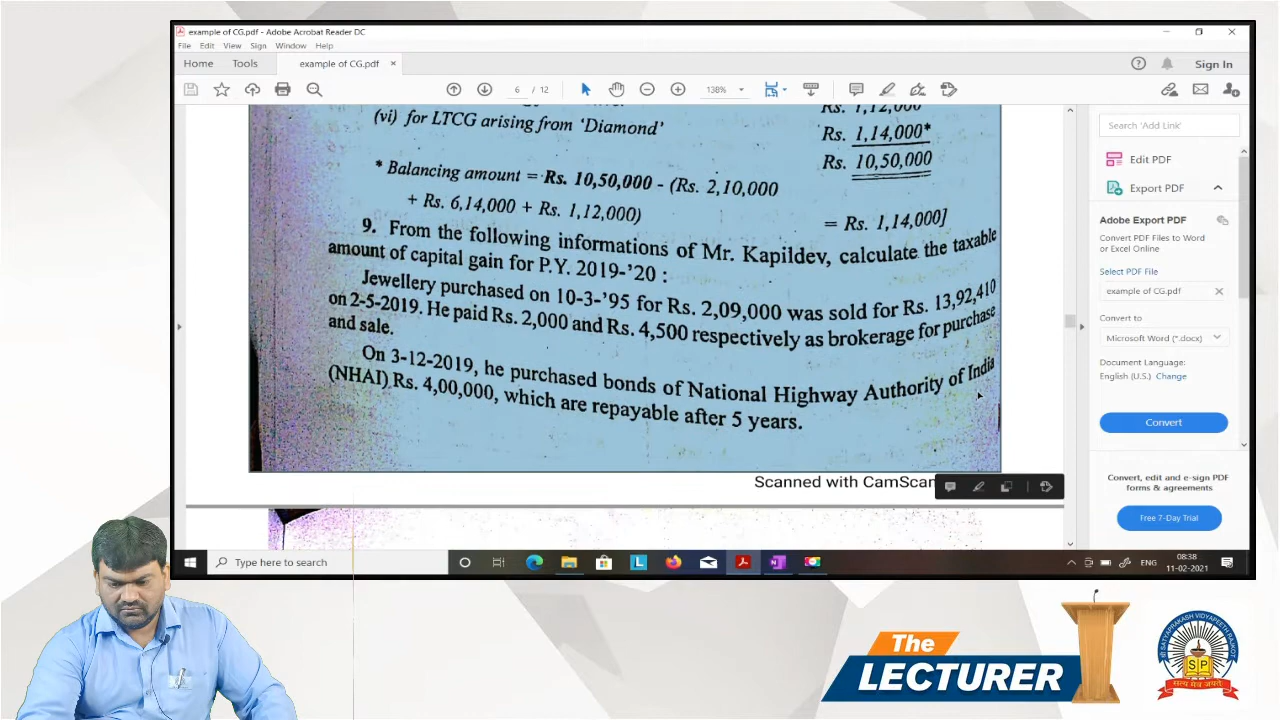 example of CG.pdf - Adobe Acrobat Reader DC
File Edit View Sign Window Help
Home Tools example of CG.pdf × Sign In
6 / 12 138%
Rs. 1,12,000
(vi) for LTCG arising from ‘Diamond’ Rs. 1,14,000*
Rs. 10,50,000
* Balancing amount = Rs. 10,50,000 - (Rs. 2,10,000
+ Rs. 6,14,000 + Rs. 1,12,000) = Rs. 1,14,000]
9. From the following informations of Mr. Kapildev, calculate the taxable
amount of capital gain for P.Y. 2019-’20 :
Jewellery purchased on 10-3-’95 for Rs. 2,09,000 was sold for Rs. 13,92,410
on 2-5-2019. He paid Rs. 2,000 and Rs. 4,500 respectively as brokerage for purchase
and sale.
On 3-12-2019, he purchased bonds of National Highway Authority of India
(NHAI) Rs. 4,00,000, which are repayable after 5 years.
Scanned with CamScan
Search 'Add Link'
Edit PDF
Export PDF
Adobe Export PDF
Convert PDF Files to Word
or Excel Online
Select PDF File
example of CG.pdf ×
Convert to
Microsoft Word (*.docx)
Document Language:
English (U.S.) Change
Convert
Convert, edit and e-sign PDF
forms & agreements
Free 7-Day Trial
Type here to search
ENG
08:38
11-02-2021
The
LECTURER
SP